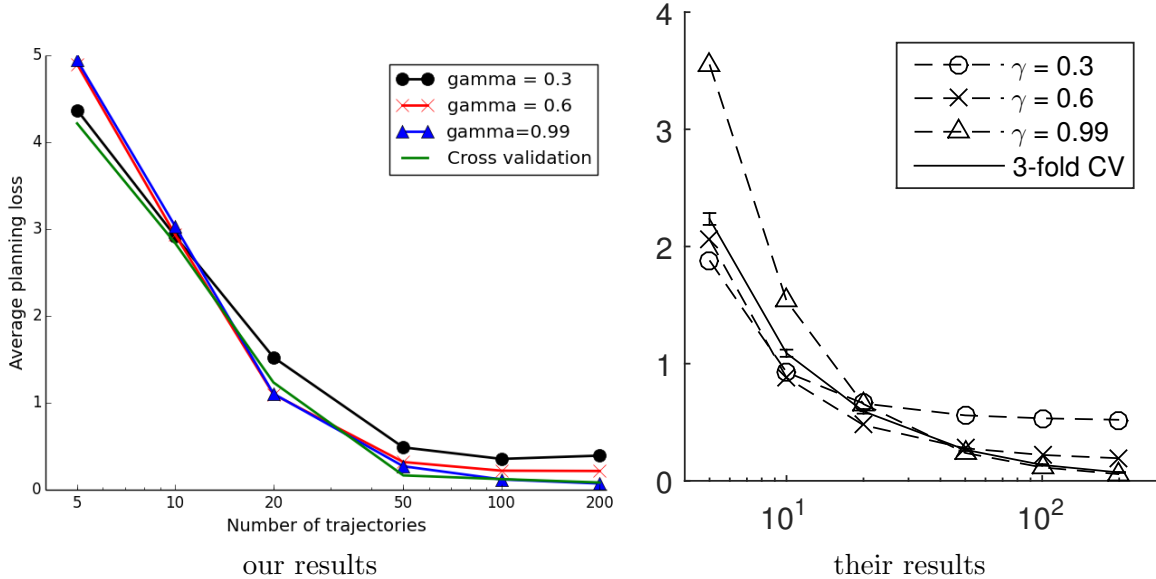 5
4
3
2
1
0
Average planning loss
gamma = 0.3
gamma = 0.6
gamma=0.99
Cross validation
5 10 20 50 100 200
Number of trajectories
our results
4
3
2
1
0
γ = 0.3
γ = 0.6
γ = 0.99
3-fold CV
10¹ 10²
their results